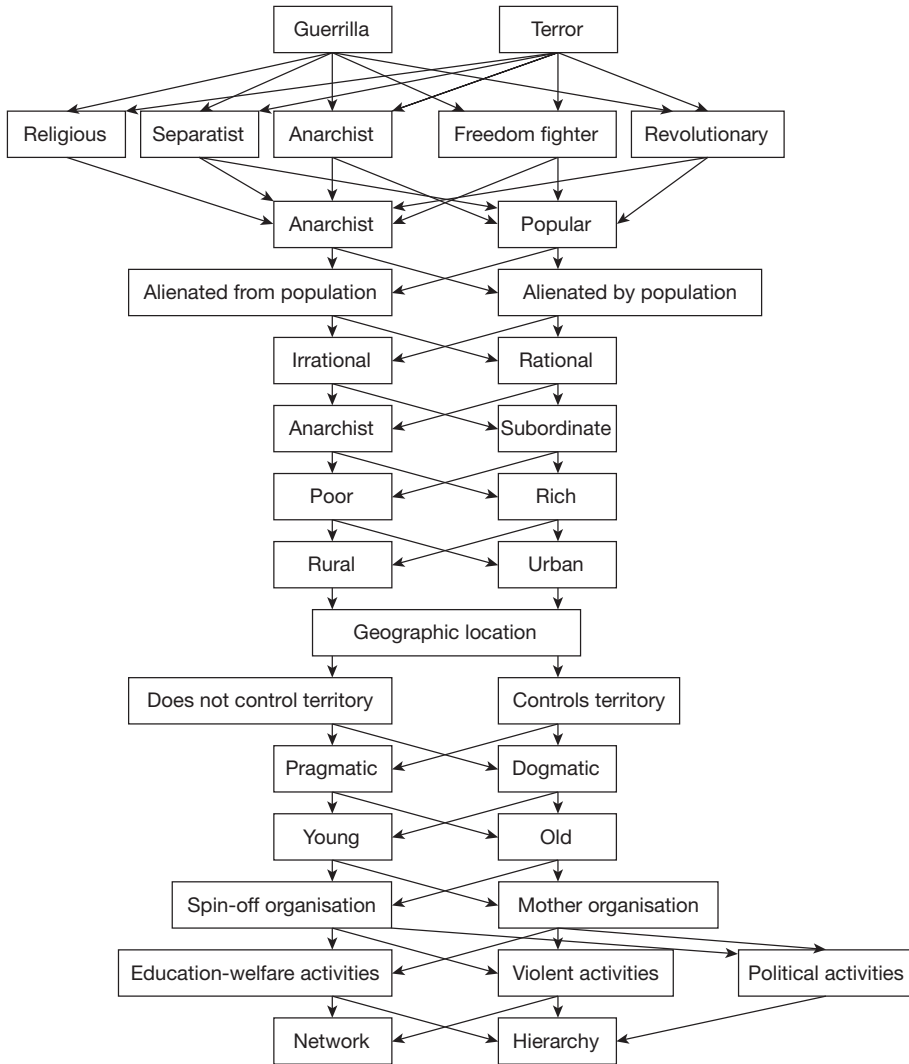 Guerrilla
Terror
Religious
Separatist
Anarchist
Freedom fighter
Revolutionary
Anarchist
Popular
Alienated from population
Alienated by population
Irrational
Rational
Anarchist
Subordinate
Poor
Rich
Rural
Urban
Geographic location
Does not control territory
Controls territory
Pragmatic
Dogmatic
Young
Old
Spin-off organisation
Mother organisation
Education-welfare activities
Violent activities
Political activities
Network
Hierarchy